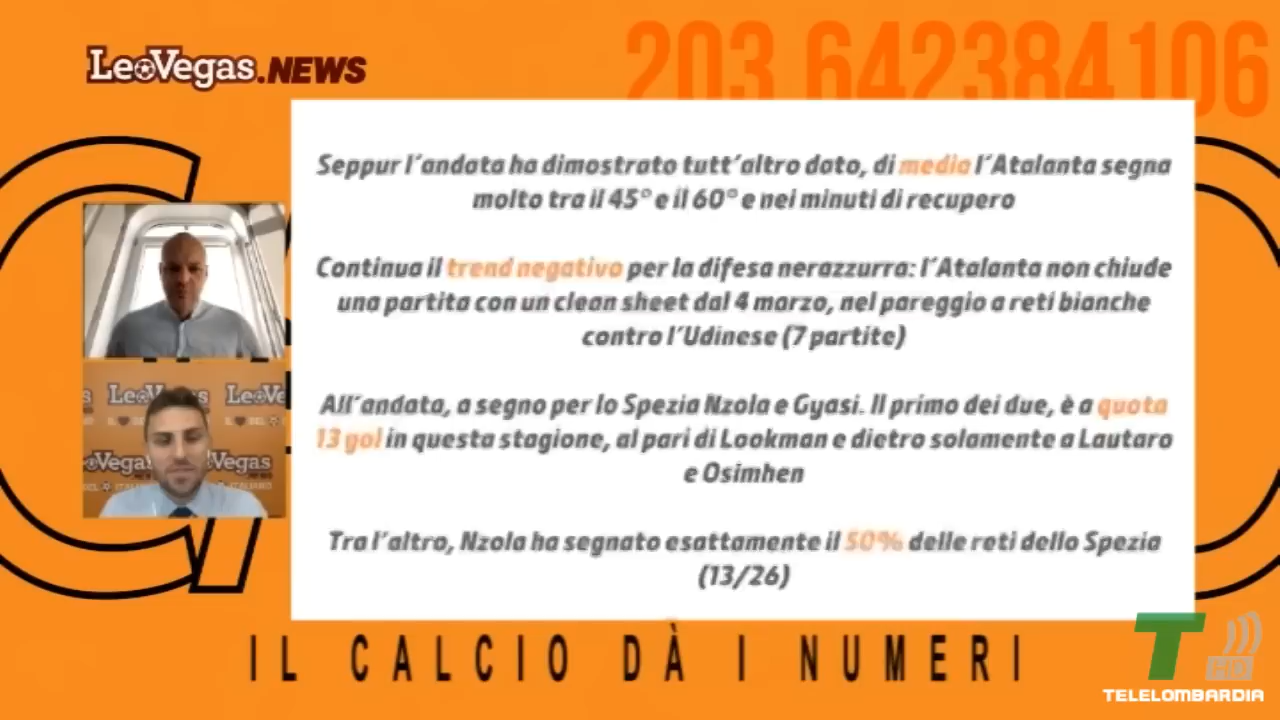 LeoVegas.NEWS
203 642384106
Seppur l'andata ha dimostrato tutt'altro dato, di media l'Atalanta segna
molto tra il 45° e il 60° e nei minuti di recupero
Continua il trend negativo per la difesa nerazzurra: l'Atalanta non chiude
una partita con un clean sheet dal 4 marzo, nel pareggio a reti bianche
contro l'Udinese (7 partite)
All'andata, a segno per lo Spezia Nzola e Gyasi. Il primo dei due, è a quota
13 gol in questa stagione, al pari di Lookman e dietro solamente a Lautaro
e Osimhen
Tra l'altro, Nzola ha segnato esattamente il 50% delle reti dello Spezia
(13/26)
LeoVegas
IL CALCIO DÀ I NUMERI
T HD
TELELOMBARDIA